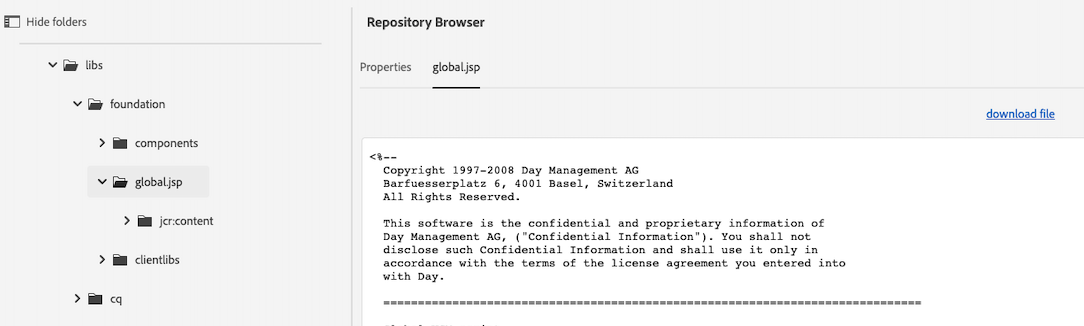 Hide folders
libs
foundation
components
global.jsp
jcr:content
clientlibs
cq
Repository Browser
Properties
global.jsp
download file
<%--
Copyright 1997-2008 Day Management AG
Barfuesserplatz 6, 4001 Basel, Switzerland
All Rights Reserved.
This software is the confidential and proprietary information of
Day Management AG, ("Confidential Information"). You shall not
disclose such Confidential Information and shall use it only in
accordance with the terms of the license agreement you entered into
with Day.
==============================================================================